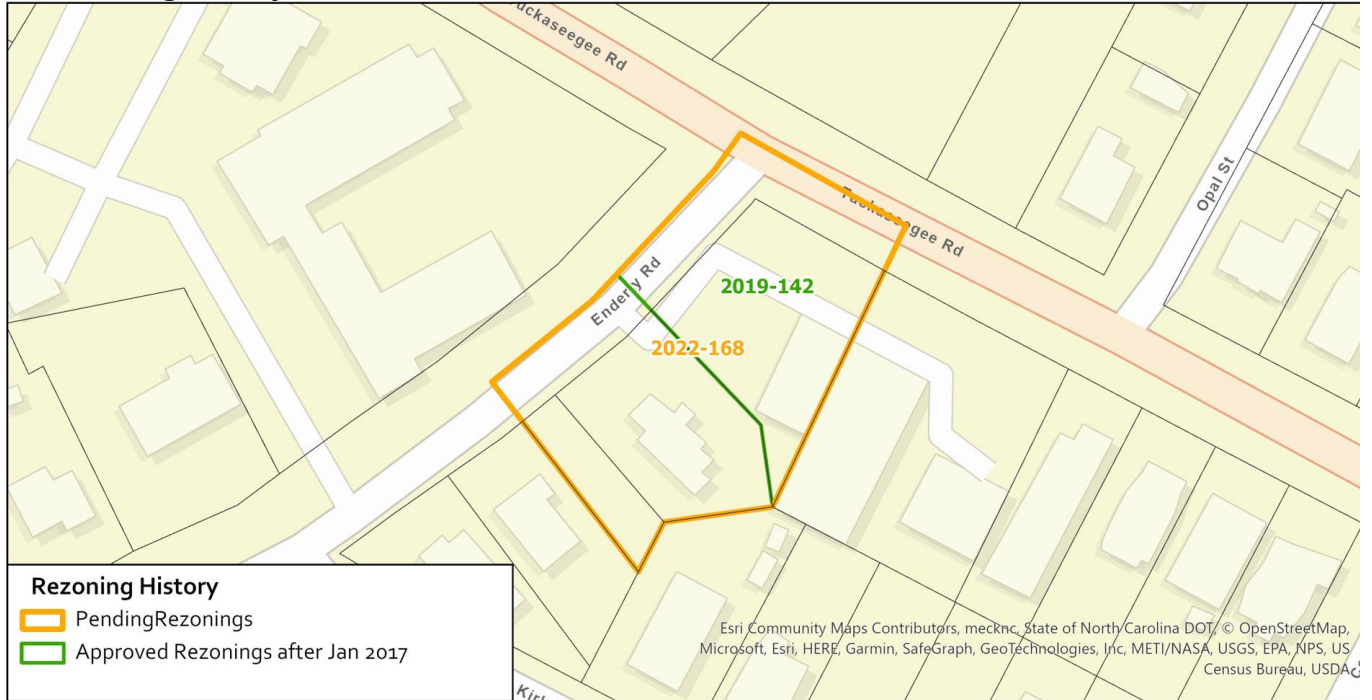 Tuckaseegee Rd
Opal St
Tuckaseegee Rd
Enderly Rd
2019-142
2022-168
Rezoning History
PendingRezonings
Approved Rezonings after Jan 2017
Esri Community Maps Contributors, mecknc, State of North Carolina DOT, © OpenStreetMap,
Microsoft, Esri, HERE, Garmin, SafeGraph, GeoTechnologies, Inc, METI/NASA, USGS, EPA, NPS, US
Census Bureau, USDA